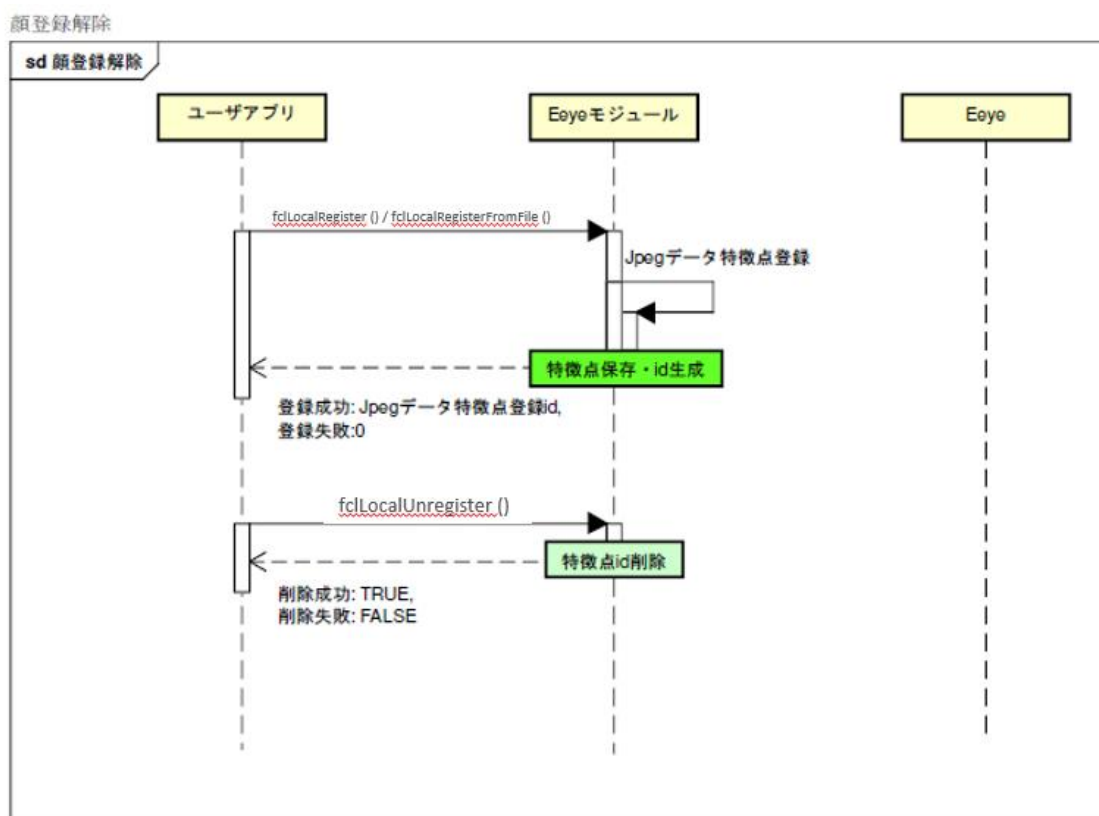 顔登録解除
sd 顔登録解除
ユーザアプリ
Eeyeモジュール
Eeye
fclLocalRegister () / fclLocalRegisterFromFile ()
Jpegデータ特徴点登録
特徴点保存・id生成
登録成功: Jpegデータ特徴点登録id,
登録失敗:0
fclLocalUnregister ()
特徴点id削除
削除成功: TRUE,
削除失敗: FALSE